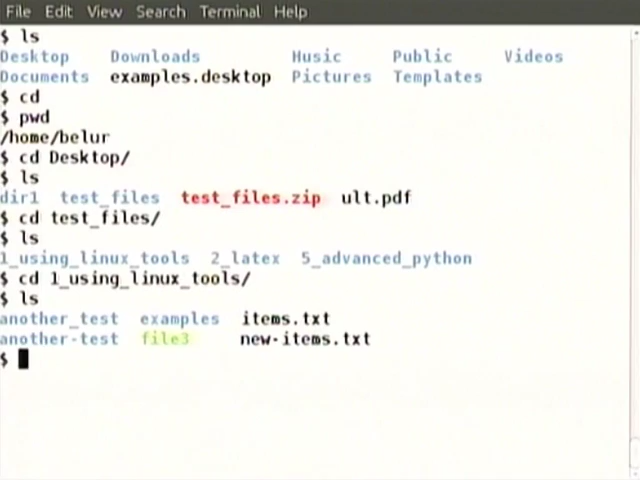 File Edit View Search Terminal Help
$ ls
Desktop Downloads Music Public Videos
Documents examples.desktop Pictures Templates
$ cd
$ pwd
/home/belur
$ cd Desktop/
$ ls
dir1 test_files test_files.zip ult.pdf
$ cd test_files/
$ ls
1_using_linux_tools 2_latex 5_advanced_python
$ cd 1_using_linux_tools/
$ ls
another_test examples items.txt
another-test file3 new-items.txt
$